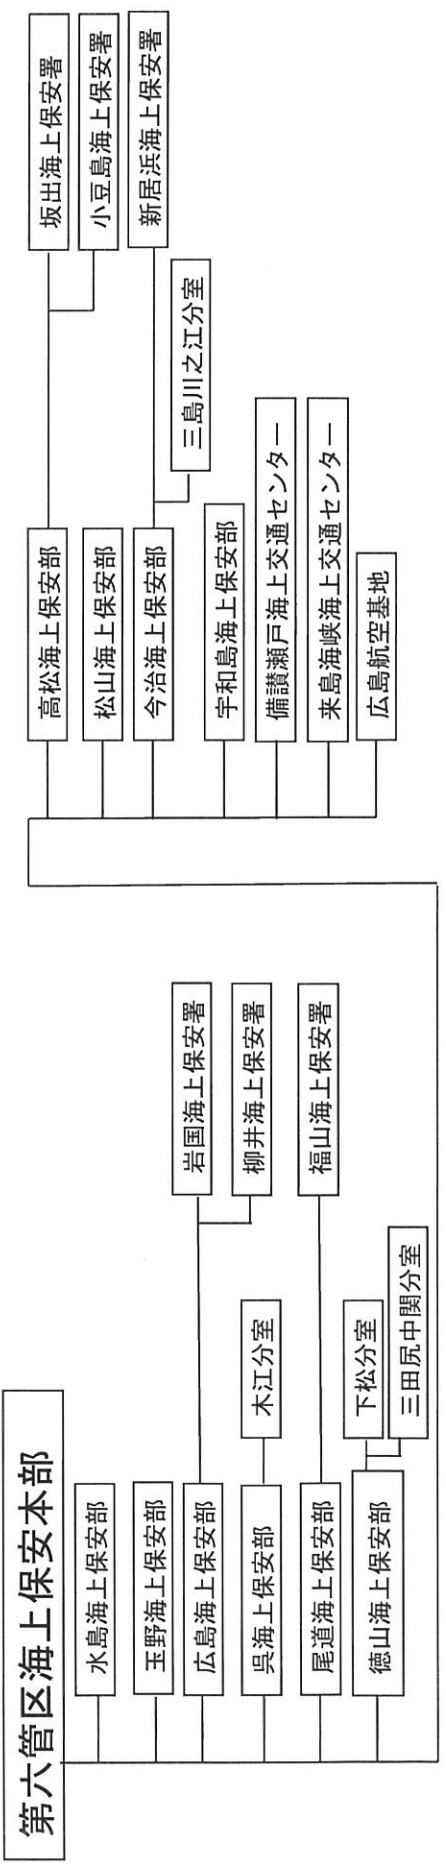 第六管区海上保安本部
水島海上保安部
玉野海上保安部
広島海上保安部
岩国海上保安署
柳井海上保安署
呉海上保安部
木江分室
尾道海上保安部
福山海上保安署
徳山海上保安部
下松分室
三田尻中関分室
高松海上保安部
坂出海上保安署
小豆島海上保安署
松山海上保安部
今治海上保安部
新居浜海上保安署
三島川之江分室
宇和島海上保安部
備讃瀬戸海上交通センター
来島海峡海上交通センター
広島航空基地